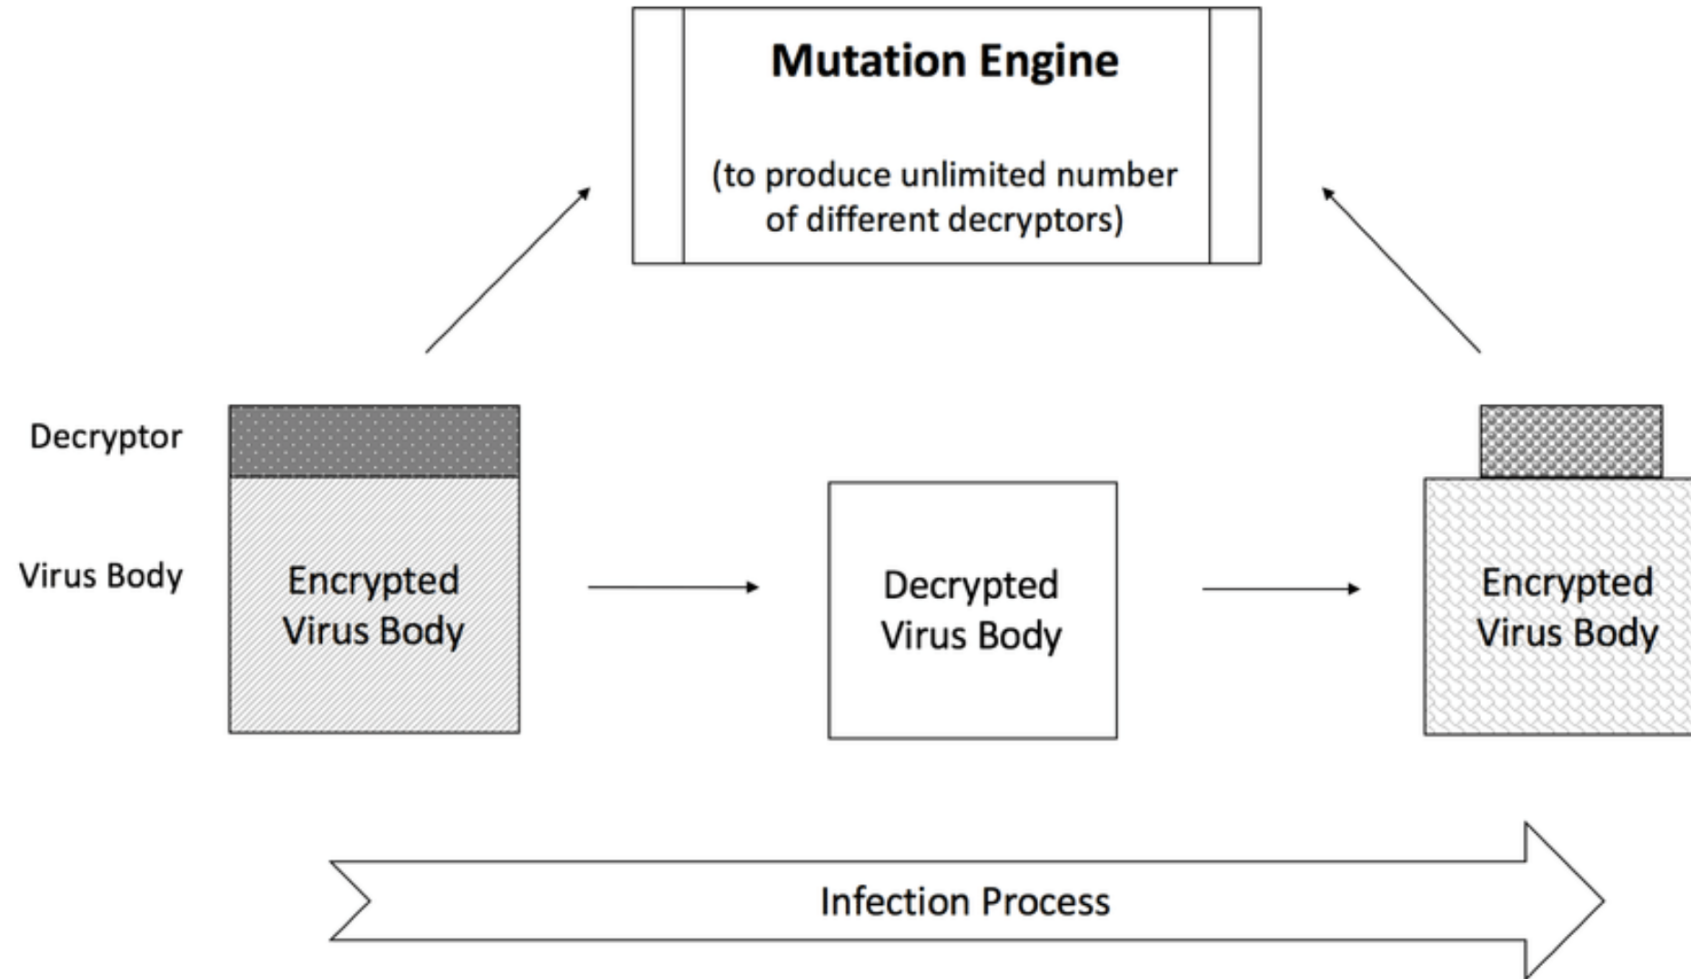 Mutation Engine
(to produce unlimited number
of different decryptors)
Decryptor
Virus Body
Encrypted
Virus Body
Decrypted
Virus Body
Encrypted
Virus Body
Infection Process